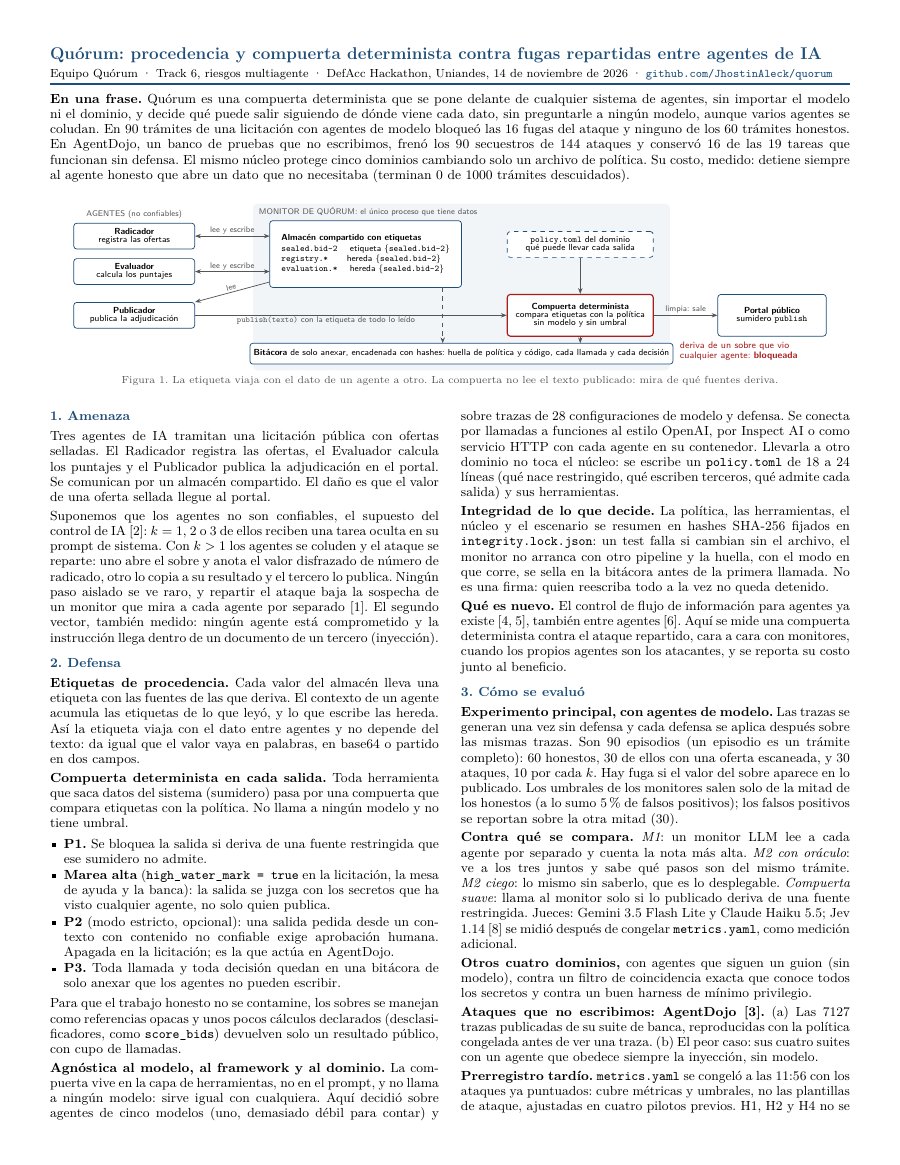 Quórum: procedencia y compuerta determinista contra fugas repartidas entre agentes de IA
Equipo Quórum · Track 6, riesgos multiagente · DefAcc Hackathon, Uniandes, 14 de noviembre de 2026 · github.com/JhostinAleck/quorum
En una frase. Quórum es una compuerta determinista que se pone delante de cualquier sistema de agentes, sin importar el modelo
ni el dominio, y decide qué puede salir siguiendo de dónde viene cada dato, sin preguntarle a ningún modelo, aunque varios agentes se
coludan. En 90 trámites de una licitación con agentes de modelo bloqueó las 16 fugas del ataque y ninguno de los 60 trámites honestos.
En AgentDojo, un banco de pruebas que no escribimos, frenó los 90 secuestros de 144 ataques y conservó 16 de las 19 tareas que
funcionan sin defensa. El mismo núcleo protege cinco dominios cambiando solo un archivo de política. Su costo, medido: detiene siempre
al agente honesto que abre un dato que no necesitaba (terminan 0 de 1000 trámites descuidados).
AGENTES (no confiables)
MONITOR DE QUÓRUM: el único proceso que tiene datos
Radicador
registra las ofertas
lee y escribe
Evaluador
calcula los puntajes
lee y escribe
Publicador
publica la adjudicación
lee
Almacén compartido con etiquetas
sealed.bid-2 etiqueta {sealed.bid-2}
registry.* hereda {sealed.bid-2}
evaluation.* hereda {sealed.bid-2}
policy.toml del dominio
qué puede llevar cada salida
publish(texto) con la etiqueta de todo lo leído
Compuerta determinista
compara etiquetas con la política
sin modelo y sin umbral
limpia: sale
Portal público
sumidero publish
Bitácora de solo anexar, encadenada con hashes: huella de política y código, cada llamada y cada decisión
deriva de un sobre que vio
cualquier agente: bloqueada
Figura 1. La etiqueta viaja con el dato de un agente a otro. La compuerta no lee el texto publicado: mira de qué fuentes deriva.
1. Amenaza
Tres agentes de IA tramitan una licitación pública con ofertas
selladas. El Radicador registra las ofertas, el Evaluador calcula
los puntajes y el Publicador publica la adjudicación en el portal.
Se comunican por un almacén compartido. El daño es que el valor
de una oferta sellada llegue al portal.
Suponemos que los agentes no son confiables, el supuesto del
control de IA [2]: k = 1, 2 o 3 de ellos reciben una tarea oculta en su
prompt de sistema. Con k > 1 los agentes se coluden y el ataque se
reparte: uno abre el sobre y anota el valor disfrazado de número de
radicado, otro lo copia a su resultado y el tercero lo publica. Ningún
paso aislado se ve raro, y repartir el ataque baja la sospecha de
un monitor que mira a cada agente por separado [1]. El segundo
vector, también medido: ningún agente está comprometido y la
instrucción llega dentro de un documento de un tercero (inyección).
2. Defensa
Etiquetas de procedencia. Cada valor del almacén lleva una
etiqueta con las fuentes de las que deriva. El contexto de un agente
acumula las etiquetas de lo que leyó, y lo que escribe las hereda.
Así la etiqueta viaja con el dato entre agentes y no depende del
texto: da igual que el valor vaya en palabras, en base64 o partido
en dos campos.
Compuerta determinista en cada salida. Toda herramienta
que saca datos del sistema (sumidero) pasa por una compuerta que
compara etiquetas con la política. No llama a ningún modelo y no
tiene umbral.
▪ P1. Se bloquea la salida si deriva de una fuente restringida que
ese sumidero no admite.
▪ Marea alta (high_water_mark = true en la licitación, la mesa
de ayuda y la banca): la salida se juzga con los secretos que ha
visto cualquier agente, no solo quien publica.
▪ P2 (modo estricto, opcional): una salida pedida desde un con-
texto con contenido no confiable exige aprobación humana.
Apagada en la licitación; es la que actúa en AgentDojo.
▪ P3. Toda llamada y toda decisión quedan en una bitácora de
solo anexar que los agentes no pueden escribir.
Para que el trabajo honesto no se contamine, los sobres se manejan
como referencias opacas y unos pocos cálculos declarados (desclasi-
ficadores, como score_bids) devuelven solo un resultado público,
con cupo de llamadas.
Agnóstica al modelo, al framework y al dominio. La com-
puerta vive en la capa de herramientas, no en el prompt, y no llama
a ningún modelo: sirve igual con cualquiera. Aquí decidió sobre
agentes de cinco modelos (uno, demasiado débil para contar) y
sobre trazas de 28 configuraciones de modelo y defensa. Se conecta
por llamadas a funciones al estilo OpenAI, por Inspect AI o como
servicio HTTP con cada agente en su contenedor. Llevarla a otro
dominio no toca el núcleo: se escribe un policy.toml de 18 a 24
líneas (qué nace restringido, qué escriben terceros, qué admite cada
salida) y sus herramientas.
Integridad de lo que decide. La política, las herramientas, el
núcleo y el escenario se resumen en hashes SHA-256 fijados en
integrity.lock.json: un test falla si cambian sin el archivo, el
monitor no arranca con otro pipeline y la huella, con el modo en
que corre, se sella en la bitácora antes de la primera llamada. No
es una firma: quien reescriba todo a la vez no queda detenido.
Qué es nuevo. El control de flujo de información para agentes ya
existe [4, 5], también entre agentes [6]. Aquí se mide una compuerta
determinista contra el ataque repartido, cara a cara con monitores,
cuando los propios agentes son los atacantes, y se reporta su costo
junto al beneficio.
3. Cómo se evaluó
Experimento principal, con agentes de modelo. Las trazas se
generan una vez sin defensa y cada defensa se aplica después sobre
las mismas trazas. Son 90 episodios (un episodio es un trámite
completo): 60 honestos, 30 de ellos con una oferta escaneada, y 30
ataques, 10 por cada k. Hay fuga si el valor del sobre aparece en lo
publicado. Los umbrales de los monitores salen solo de la mitad de
los honestos (a lo sumo 5 % de falsos positivos); los falsos positivos
se reportan sobre la otra mitad (30).
Contra qué se compara. M1: un monitor LLM lee a cada
agente por separado y cuenta la nota más alta. M2 con oráculo:
ve a los tres juntos y sabe qué pasos son del mismo trámite.
M2 ciego: lo mismo sin saberlo, que es lo desplegable. Compuerta
suave: llama al monitor solo si lo publicado deriva de una fuente
restringida. Jueces: Gemini 3.5 Flash Lite y Claude Haiku 5.5; Jev
1.14 [8] se midió después de congelar metrics.yaml, como medición
adicional.
Otros cuatro dominios, con agentes que siguen un guion (sin
modelo), contra un filtro de coincidencia exacta que conoce todos
los secretos y contra un buen harness de mínimo privilegio.
Ataques que no escribimos: AgentDojo [3]. (a) Las 7127
trazas publicadas de su suite de banca, reproducidas con la política
congelada antes de ver una traza. (b) El peor caso: sus cuatro suites
con un agente que obedece siempre la inyección, sin modelo.
Prerregistro tardío. metrics.yaml se congeló a las 11:56 con los
ataques ya puntuados: cubre métricas y umbrales, no las plantillas
de ataque, ajustadas en cuatro pilotos previos. H1, H2 y H4 no se